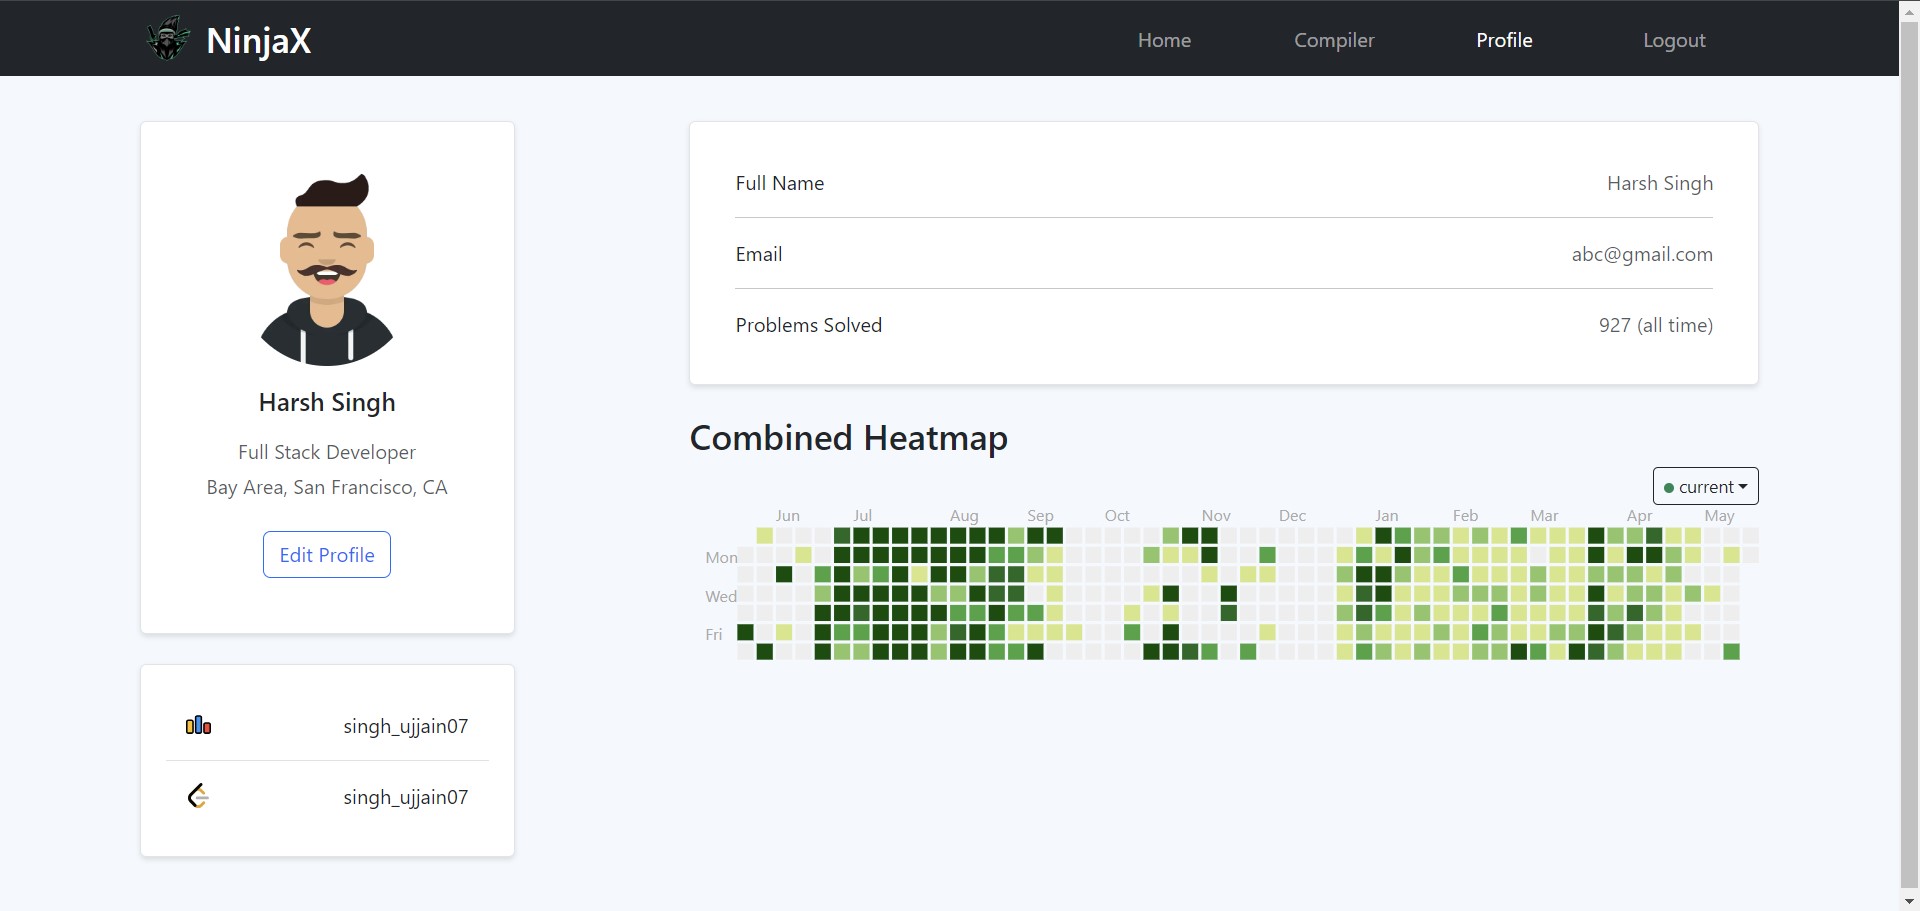 NinjaX
Home Compiler Profile Logout
Harsh Singh
Full Stack Developer
Bay Area, San Francisco, CA
Edit Profile
singh_ujjain07
singh_ujjain07
Full Name Harsh Singh
Email abc@gmail.com
Problems Solved 927 (all time)
Combined Heatmap
current
Jun Jul Aug Sep Oct Nov Dec Jan Feb Mar Apr May
Mon
Wed
Fri